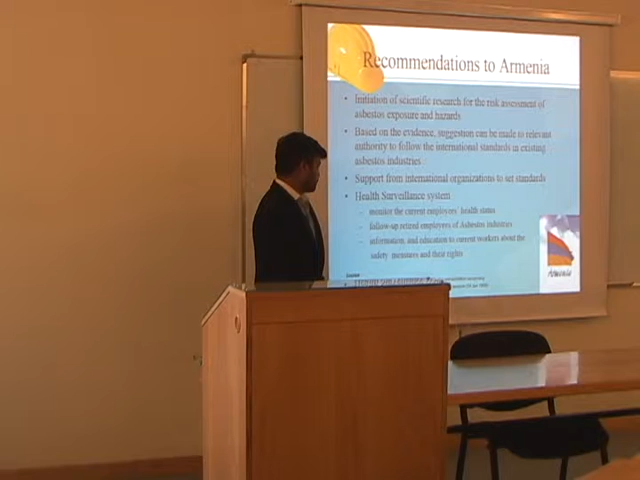 Recommendations to Armenia
• Initiation of scientific research for the risk assessment of
asbestos exposure and hazards
• Based on the evidence, suggestion can be made to relevant
authority to follow the international standards in existing
asbestos industries
• Support from international organizations to set standards
• Health Surveillance system
– monitor the current employers' health status
– follow-up retired employees of Asbestos industries
– information, and education to current workers about the
safety measures and their rights
Armenia